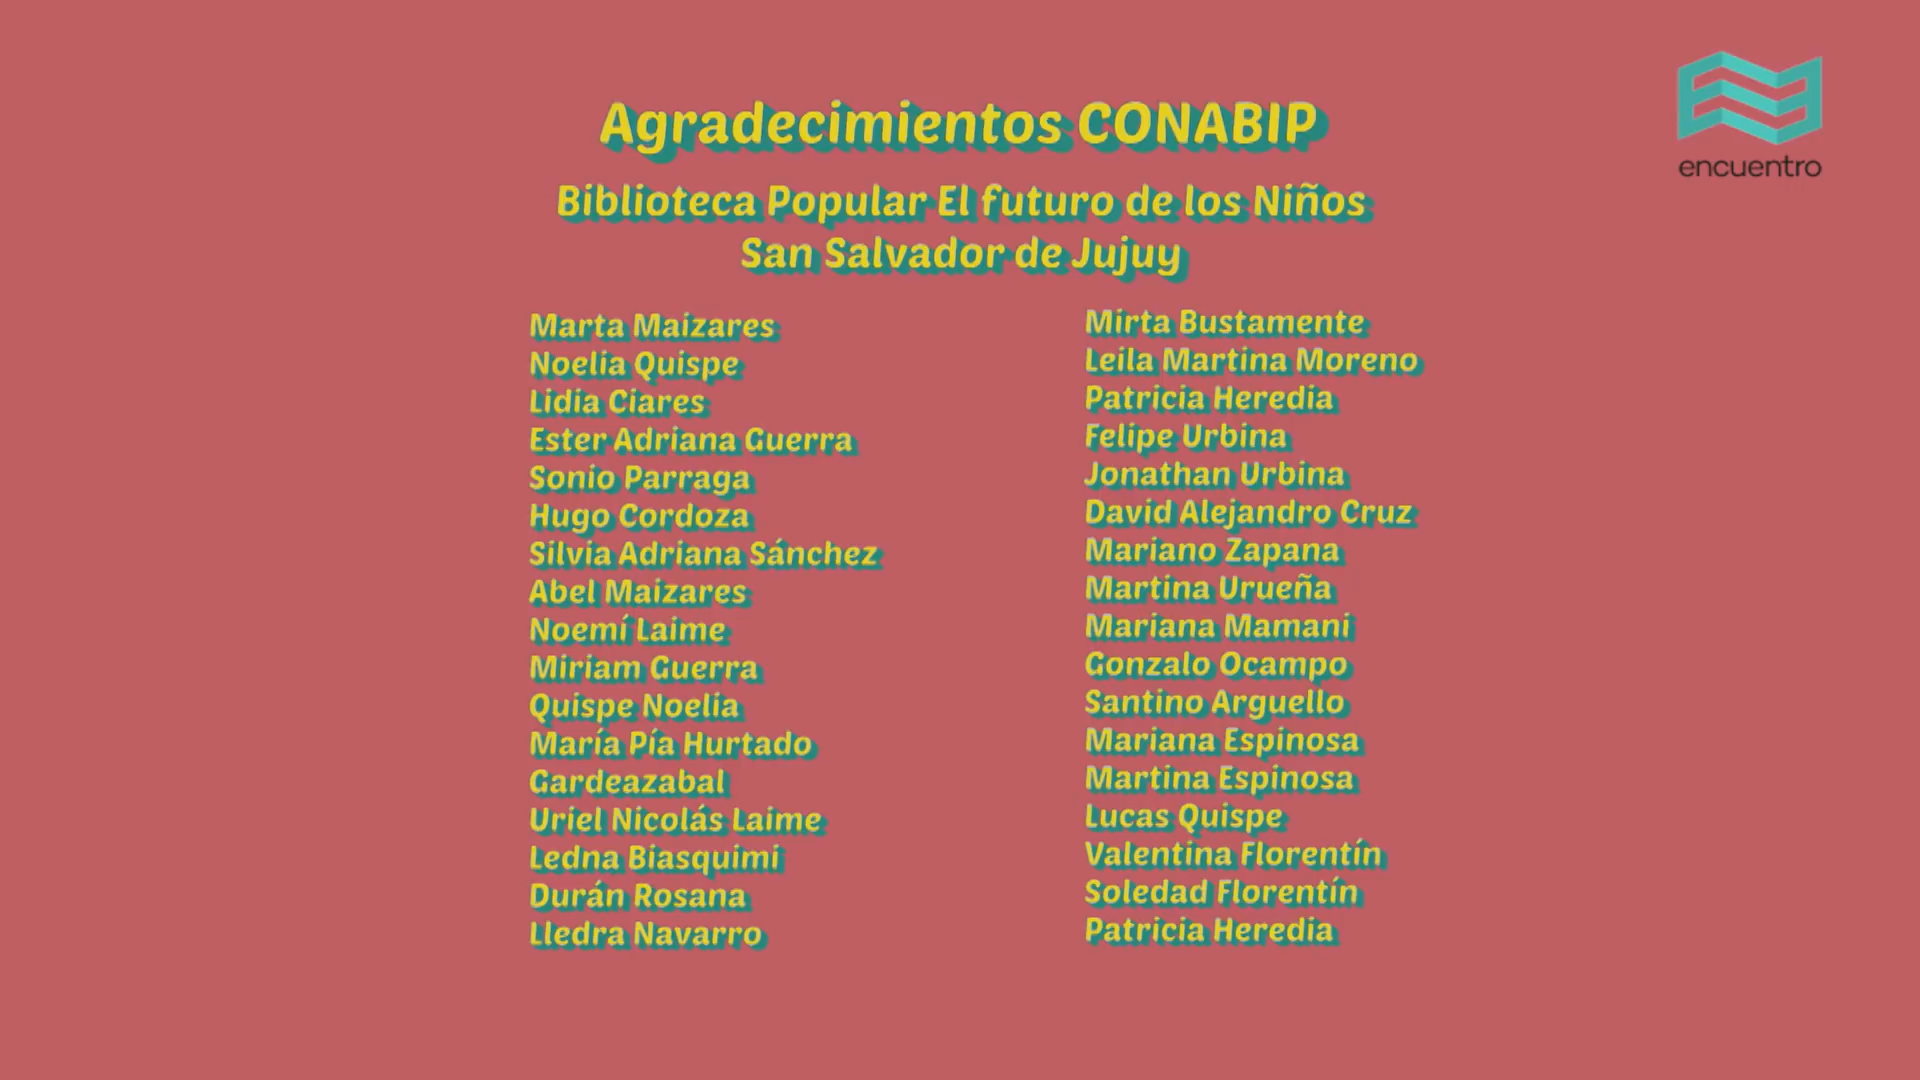 Agradecimientos CONABIP
encuentro
Biblioteca Popular El futuro de los Niños
San Salvador de Jujuy
Marta Maizares
Noelia Quispe
Lidia Ciares
Ester Adriana Guerra
Sonio Parraga
Hugo Cordoza
Silvia Adriana Sánchez
Abel Maizares
Noemí Laime
Miriam Guerra
Quispe Noelia
María Pía Hurtado
Gardeazabal
Uriel Nicolás Laime
Ledna Biasquimi
Durán Rosana
Lledra Navarro
Mirta Bustamente
Leila Martina Moreno
Patricia Heredia
Felipe Urbina
Jonathan Urbina
David Alejandro Cruz
Mariano Zapana
Martina Urueña
Mariana Mamani
Gonzalo Ocampo
Santino Arguello
Mariana Espinosa
Martina Espinosa
Lucas Quispe
Valentina Florentín
Soledad Florentín
Patricia Heredia